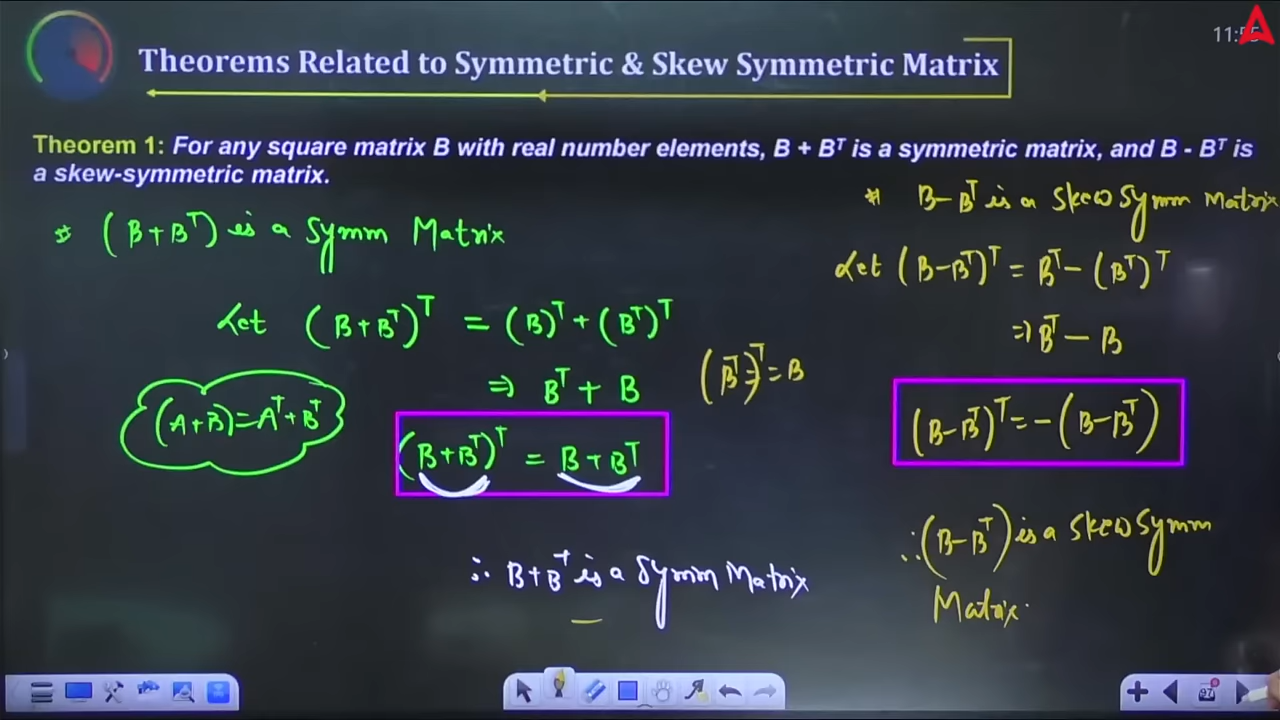 11:55
Theorems Related to Symmetric & Skew Symmetric Matrix
Theorem 1: For any square matrix B with real number elements, B + Bᵀ is a symmetric matrix, and B - Bᵀ is
a skew-symmetric matrix.
* (B+Bᵀ) is a Symm Matrix
Let (B+Bᵀ)ᵀ = (B)ᵀ+(Bᵀ)ᵀ
⇒ Bᵀ + B
(A+B)=Aᵀ+Bᵀ
(Bᵀ)ᵀ=B
(B+Bᵀ)ᵀ = B+Bᵀ
∴ B+Bᵀ is a Symm Matrix
* B-Bᵀ is a Skew Symm Matrix
Let (B-Bᵀ)ᵀ = Bᵀ-(Bᵀ)ᵀ
⇒ Bᵀ - B
(B-Bᵀ)ᵀ=-(B-Bᵀ)
∴ (B-Bᵀ) is a Skew Symm
Matrix.
97